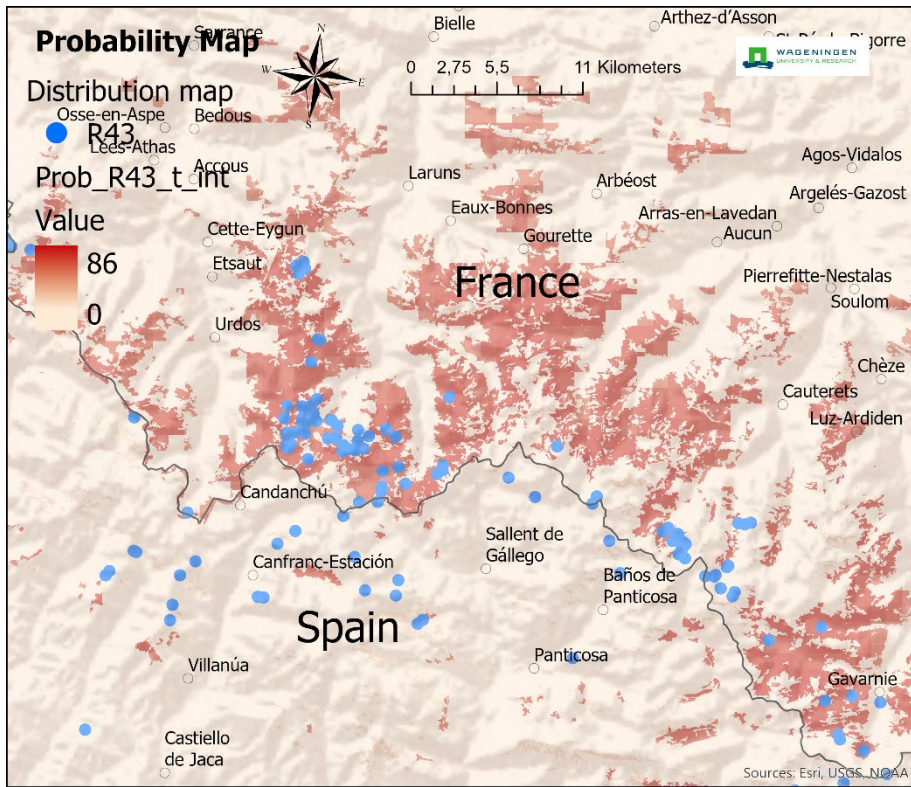 Bielle
Arthez-d'Asson
Probability Map
Sarrance
N
W
E
S
0 2,75 5,5 11 Kilometers
WAGENINGEN
UNIVERSITY & RESEARCH
Distribution map
Osse-en-Aspe
Bedous
R43
Lées-Athas
Accous
Prob_R43_t_int
Value
86
0
Laruns
Arbéost
Agos-Vidalos
Argelés-Gazost
Eaux-Bonnes
Arras-en-Lavedan
Aucun
Cette-Eygun
Gourette
Etsaut
France
Pierrefitte-Nestalas
Soulom
Urdos
Chèze
Cauterets
Luz-Ardiden
Candanchú
Sallent de
Gállego
Canfranc-Estación
Baños de
Panticosa
Spain
Villanúa
Panticosa
Gavarnie
Castiello
de Jaca
Sources: Esri, USGS, NOAA